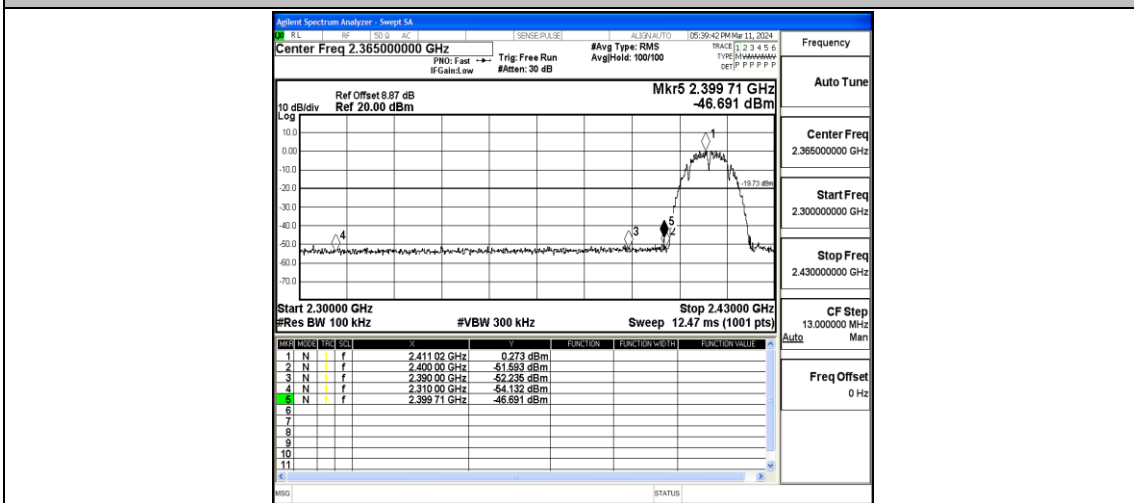 Agilent Spectrum Analyzer - Swept SA
RL RF 50 Ω AC SENSE:PULSE ALIGN AUTO 05:39:42 PM Mar 11, 2024
Center Freq 2.365000000 GHz
PNO: Fast
IFGain:Low
Trig: Free Run
#Atten: 30 dB
#Avg Type: RMS
Avg|Hold: 100/100
TRACE 1 2 3 4 5 6
TYPE M
DET P P P P P P
Frequency
Auto Tune
Center Freq
2.365000000 GHz
Start Freq
2.300000000 GHz
Stop Freq
2.430000000 GHz
CF Step
13.000000 MHz
Auto Man
Freq Offset
0 Hz
Mkr5 2.399 71 GHz
-46.691 dBm
Ref Offset 8.87 dB
10 dB/div Ref 20.00 dBm
Log
10.0
0.00
-10.0
-20.0
-30.0
-40.0
-50.0
-60.0
-70.0
1
-19.73 dBm
5
3 2
4
Start 2.30000 GHz Stop 2.43000 GHz
#Res BW 100 kHz #VBW 300 kHz Sweep 12.47 ms (1001 pts)
MKR MODE TRC SCL X Y FUNCTION FUNCTION WIDTH FUNCTION VALUE
1 N 1 f 2.411 02 GHz 0.273 dBm
2 N 1 f 2.400 00 GHz -51.593 dBm
3 N 1 f 2.390 00 GHz -52.235 dBm
4 N 1 f 2.310 00 GHz -54.132 dBm
5 N 1 f 2.399 71 GHz -46.691 dBm
6
7
8
9
10
11
MSG STATUS